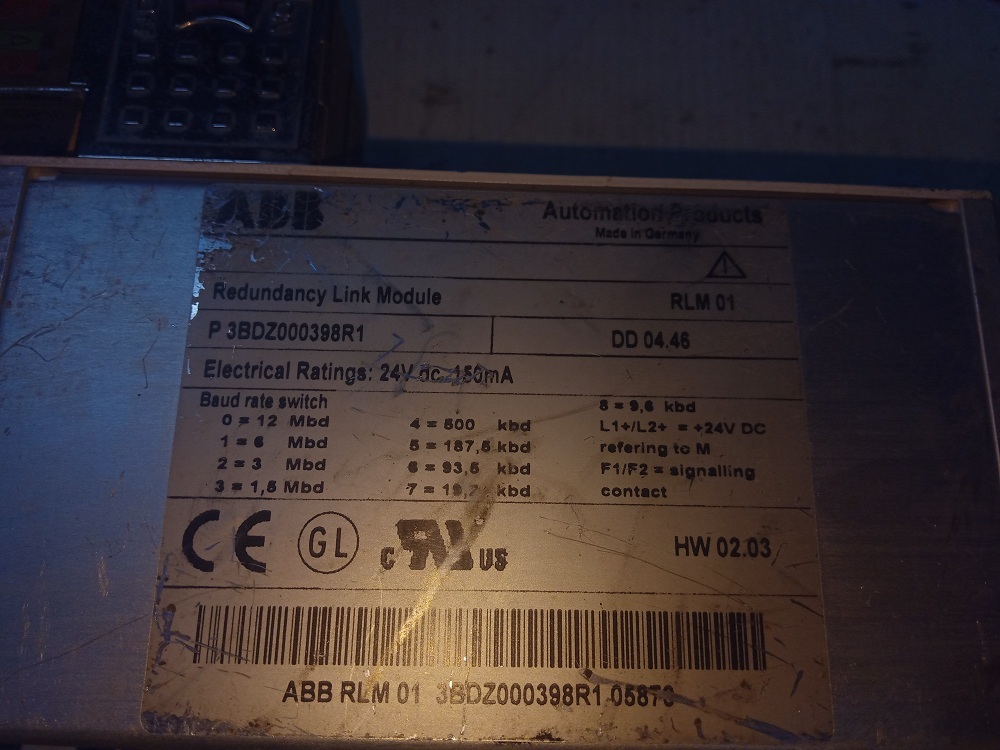 ABB Automation Products
Made in Germany
Redundancy Link Module RLM 01
P 3BDZ000398R1 DD 04.46
Electrical Ratings: 24V dc 150mA
Baud rate switch
0 = 12 Mbd
1 = 6 Mbd
2 = 3 Mbd
3 = 1,5 Mbd
4 = 500 kbd
5 = 187,5 kbd
6 = 93,5 kbd
7 = 19,2 kbd
8 = 9,6 kbd
L1+/L2+ = +24V DC
refering to M
F1/F2 = signalling
contact
CE GL C RU US HW 02.03
ABB RLM 01 3BDZ000398R1 05873